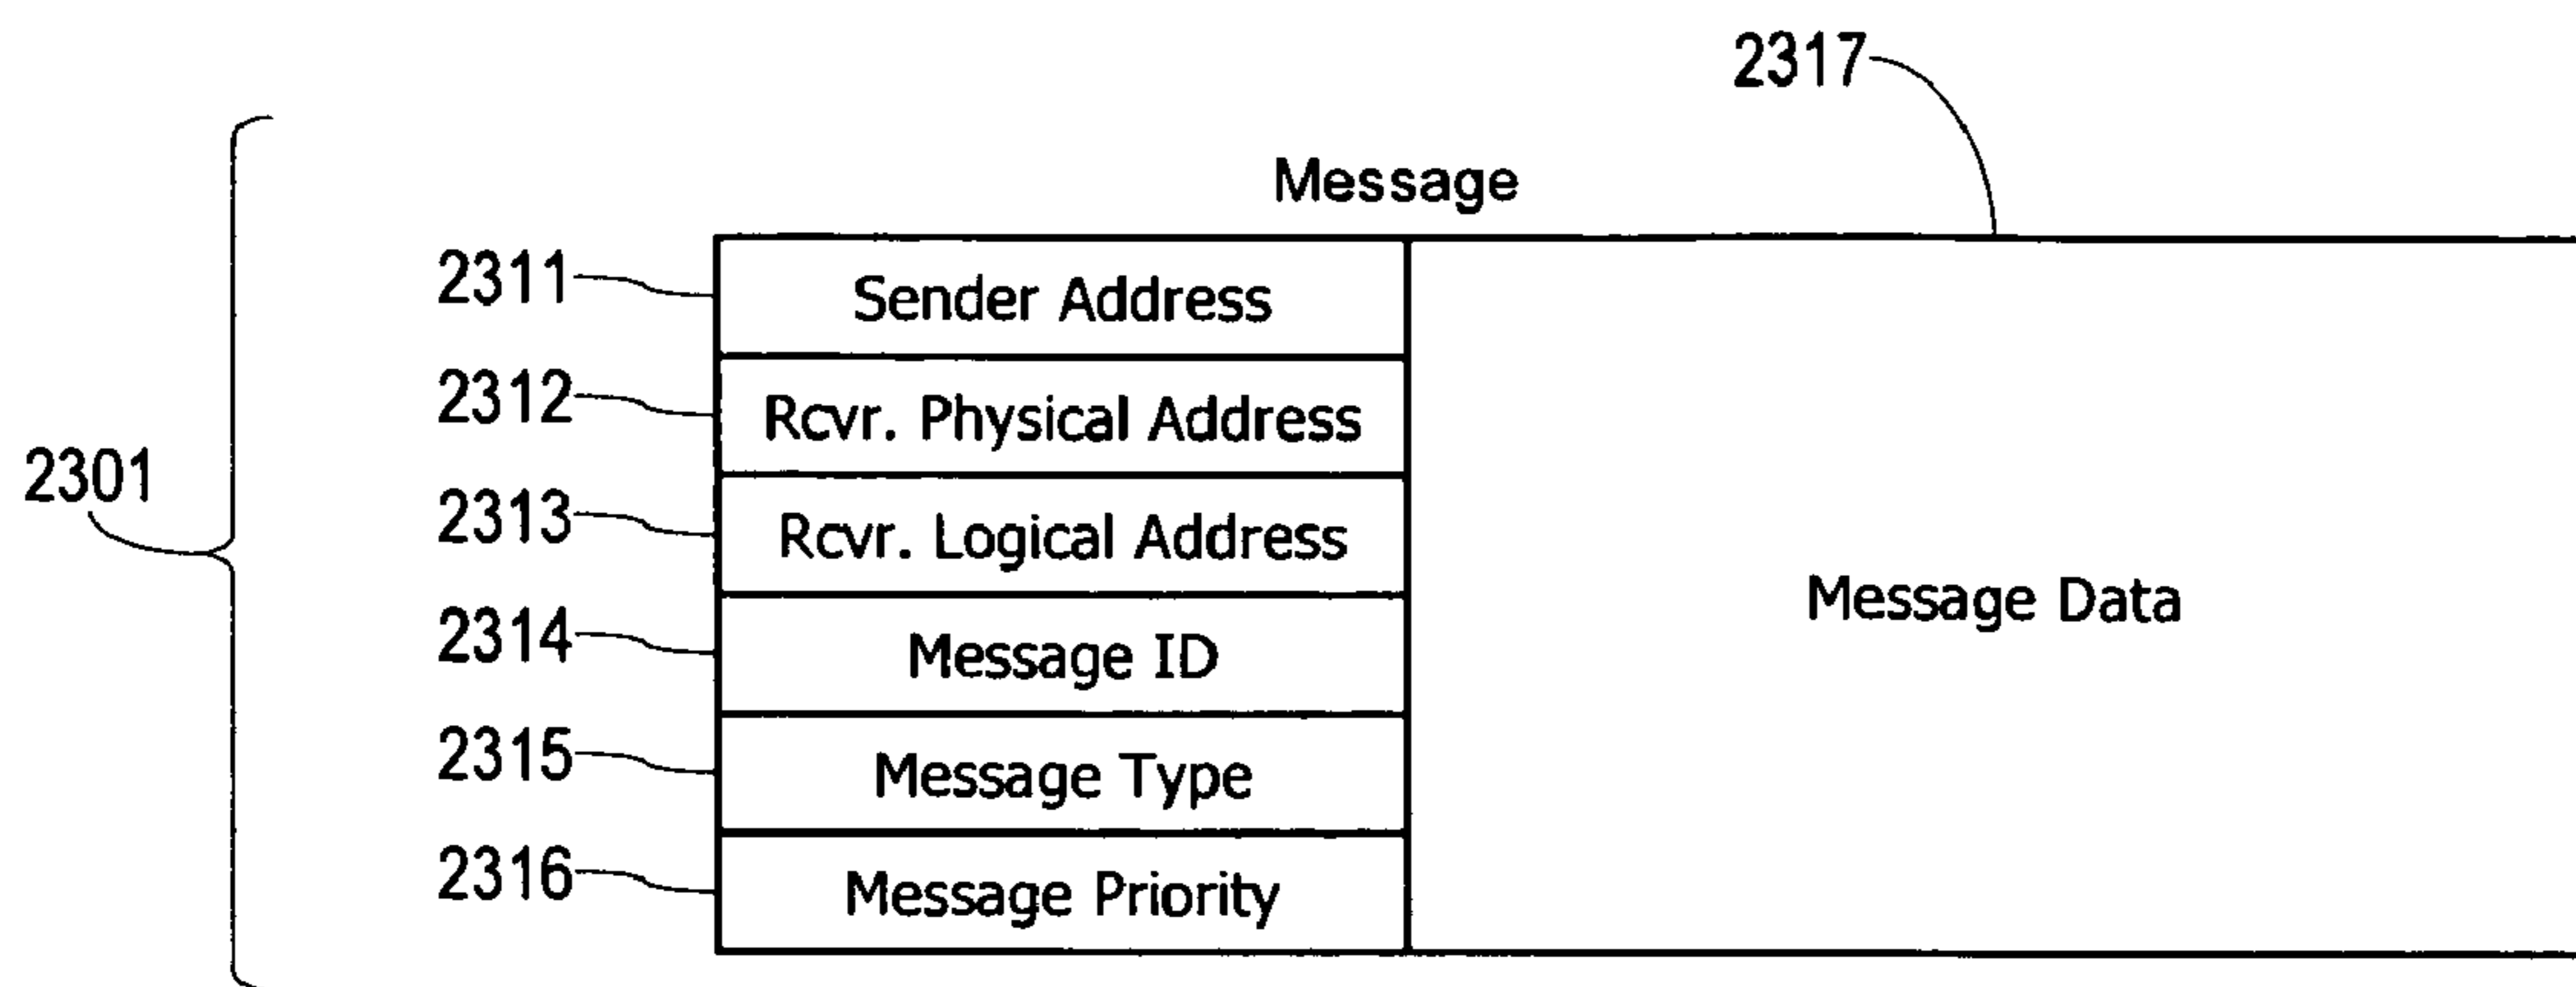 2317
Message
2311 Sender Address
2312 Rcvr. Physical Address
2313 Rcvr. Logical Address
2301
2314 Message ID
Message Data
2315 Message Type
2316 Message Priority